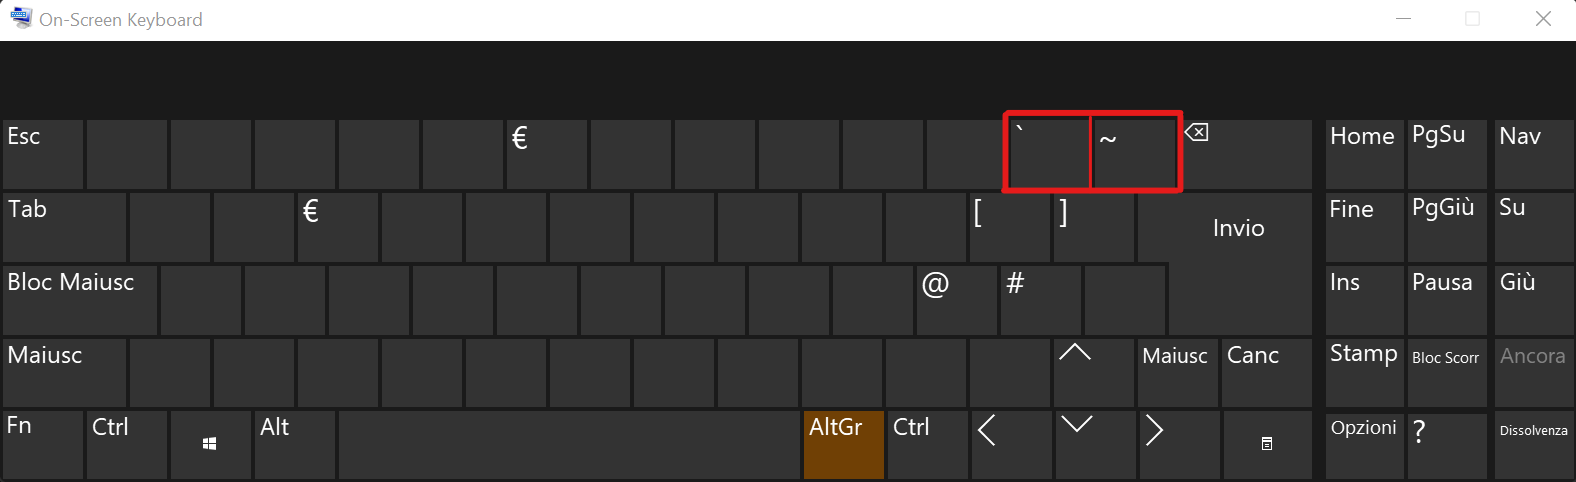 On-Screen Keyboard
Esc € ` ~ Home PgSu Nav
Tab € [ ] Invio Fine PgGiù Su
Bloc Maiusc @ # Ins Pausa Giù
Maiusc Maiusc Canc Stamp Bloc Scorr Ancora
Fn Ctrl Alt AltGr Ctrl Opzioni ? Dissolvenza